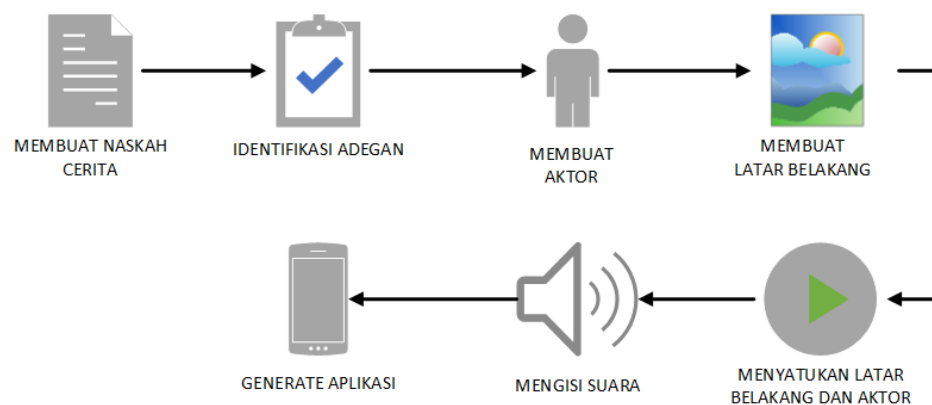 MEMBUAT NASKAH
CERITA
IDENTIFIKASI ADEGAN
MEMBUAT
AKTOR
MEMBUAT
LATAR BELAKANG
GENERATE APLIKASI
MENGISI SUARA
MENYATUKAN LATAR
BELAKANG DAN AKTOR